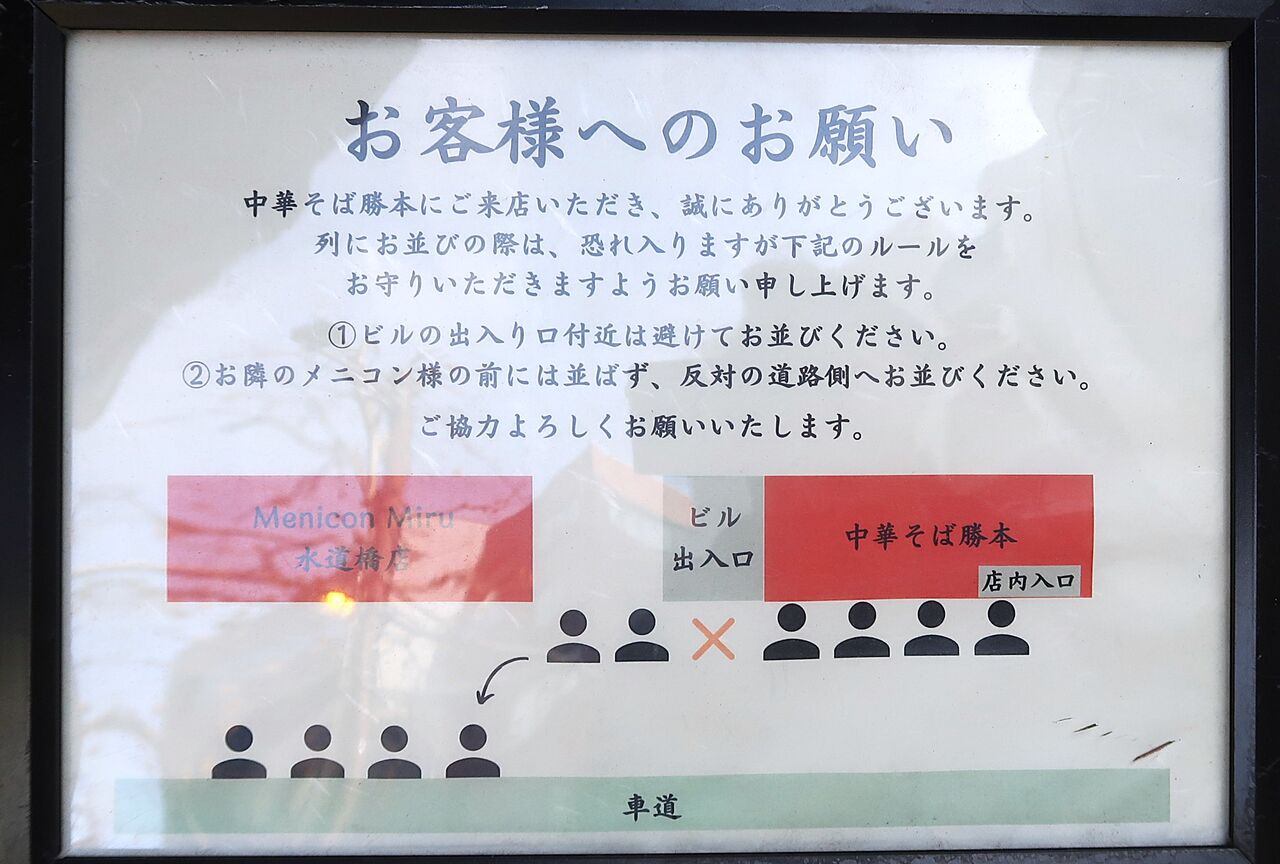 お客様へのお願い
中華そば勝本にご来店いただき、誠にありがとうございます。
列にお並びの際は、恐れ入りますが下記のルールを
お守りいただきますようお願い申し上げます。
①ビルの出入り口付近は避けてお並びください。
②お隣のメニコン様の前には並ばず、反対の道路側へお並びください。
ご協力よろしくお願いいたします。
Menicon Miru
水道橋店
ビル
出入口
中華そば勝本
店内入口
車道